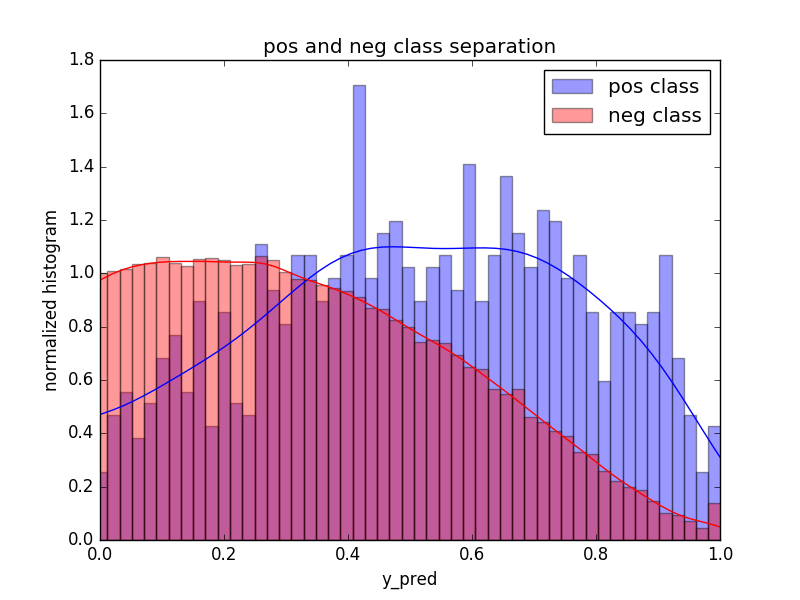 pos and neg class separation
pos class
neg class
normalized histogram
1.8
1.6
1.4
1.2
1.0
0.8
0.6
0.4
0.2
0.0
0.0 0.2 0.4 0.6 0.8 1.0
y_pred